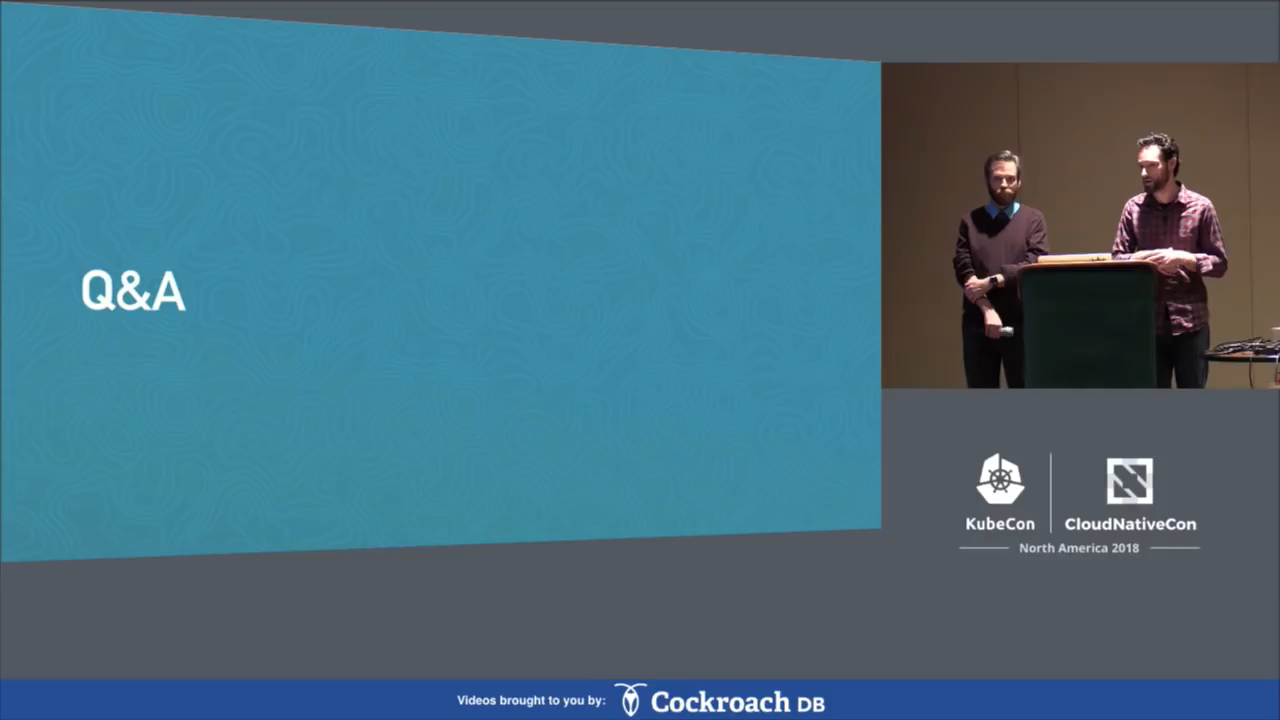 Q&A
KubeCon
CloudNativeCon
North America 2018
Videos brought to you by:
Cockroach DB